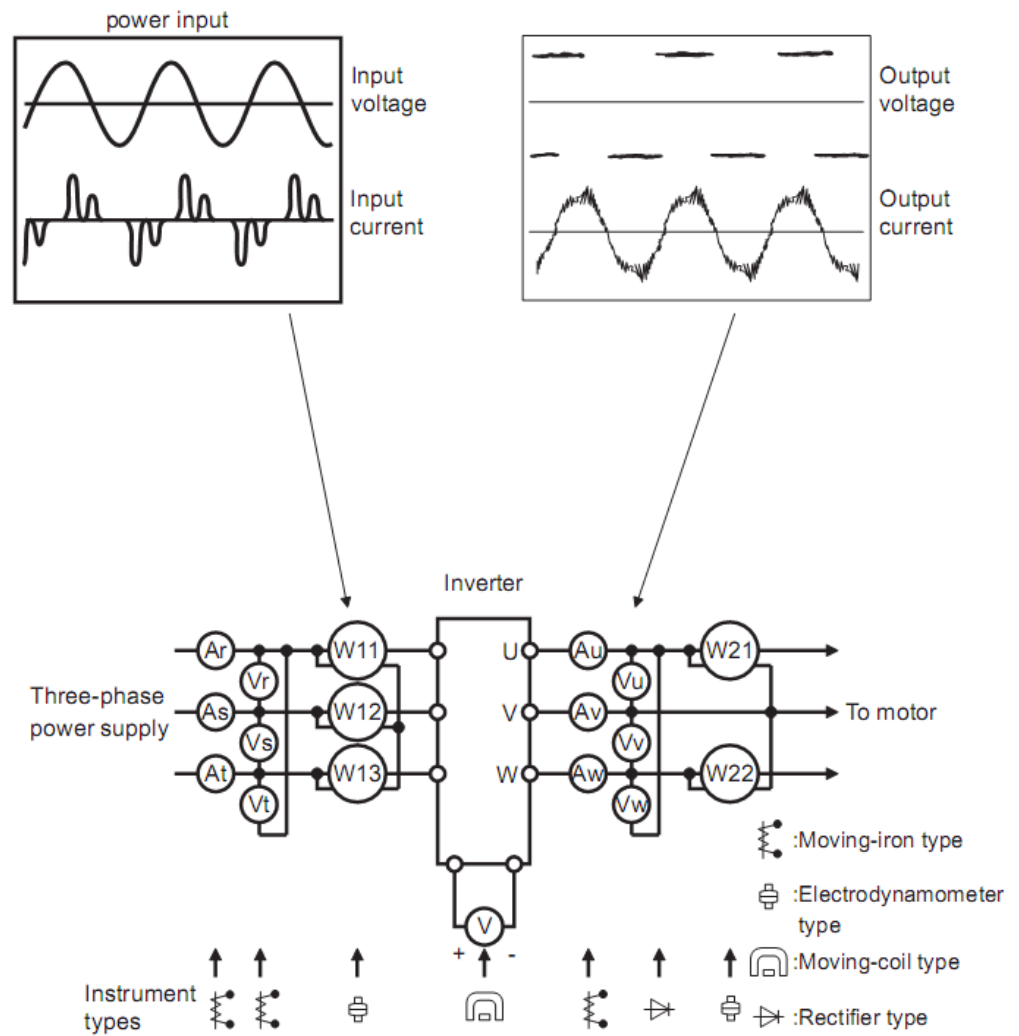 power input
Input
voltage
Input
current
Output
voltage
Output
current
Inverter
Three-phase
power supply
Ar
As
At
Vr
Vs
Vt
W11
W12
W13
U
V
W
Au
Av
Aw
Vu
Vv
Vw
W21
W22
To motor
V
+ -
Instrument
types
:Moving-iron type
:Electrodynamometer
type
:Moving-coil type
:Rectifier type